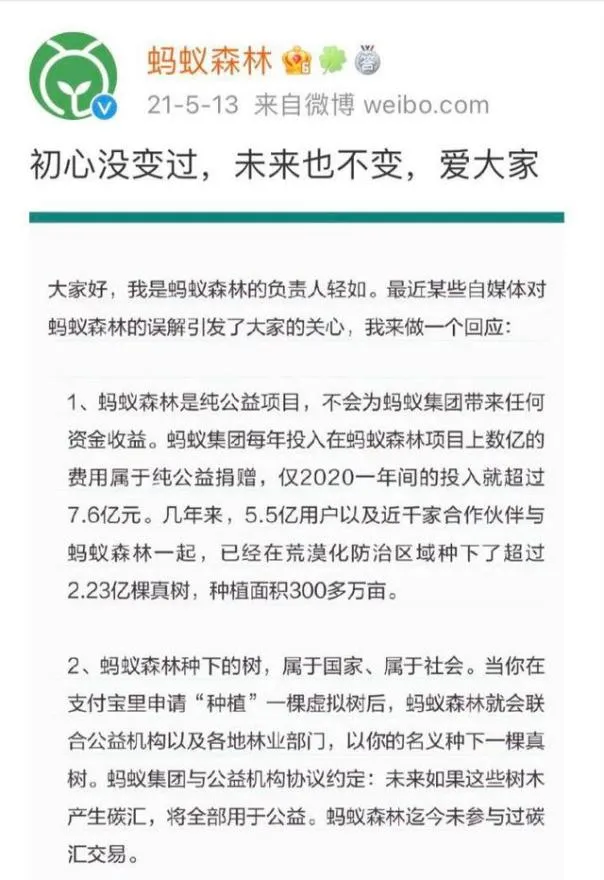 蚂蚁森林
21-5-13 来自微博 weibo.com
初心没变过，未来也不变，爱大家
大家好，我是蚂蚁森林的负责人轻如。最近某些自媒体对
蚂蚁森林的误解引发了大家的关心，我来做一个回应：
1、蚂蚁森林是纯公益项目，不会为蚂蚁集团带来任何
资金收益。蚂蚁集团每年投入在蚂蚁森林项目上数亿的
费用属于纯公益捐赠，仅2020一年间的投入就超过
7.6亿元。几年来，5.5亿用户以及近千家合作伙伴与
蚂蚁森林一起，已经在荒漠化防治区域种下了超过
2.23亿棵真树，种植面积300多万亩。
2、蚂蚁森林种下的树，属于国家、属于社会。当你在
支付宝里申请“种植”一棵虚拟树后，蚂蚁森林就会联
合公益机构以及各地林业部门，以你的名义种下一棵真
树。蚂蚁集团与公益机构协议约定：未来如果这些树木
产生碳汇，将全部用于公益。蚂蚁森林迄今未参与过碳
汇交易。